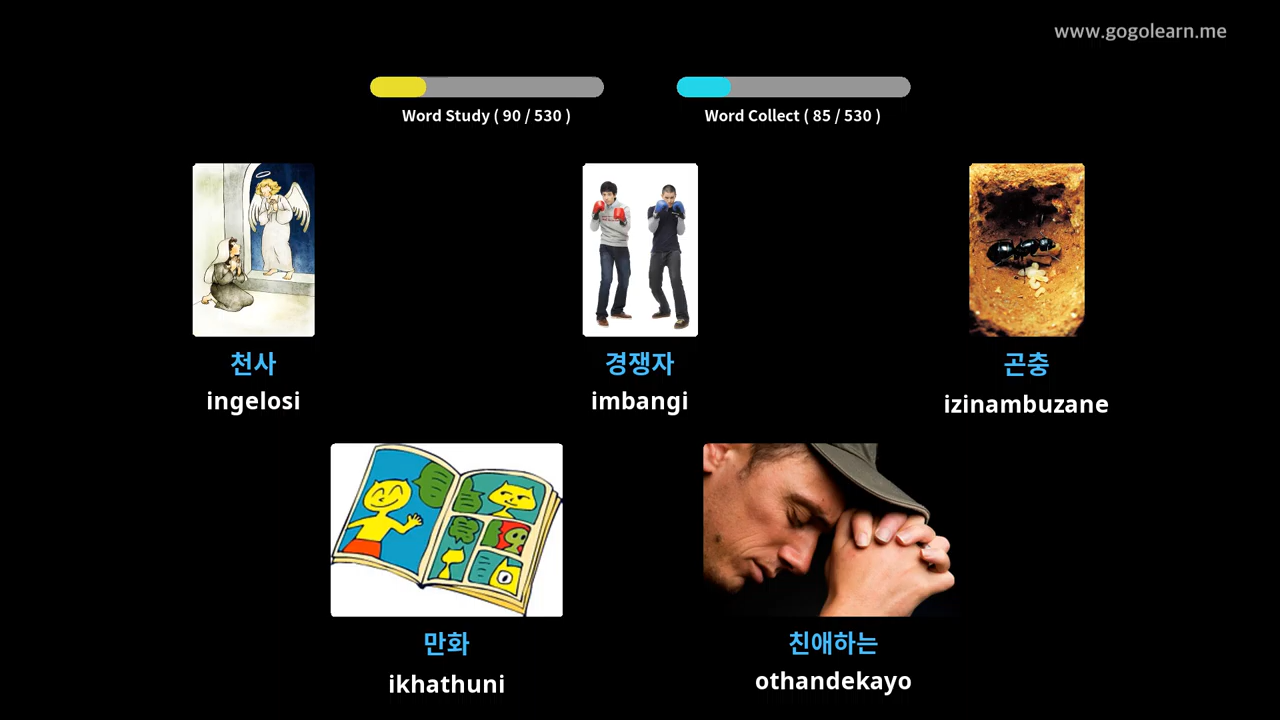 www.gogolearn.me
Word Study ( 90 / 530 )
Word Collect ( 85 / 530 )
천사
ingelosi
경쟁자
imbangi
곤충
izinambuzane
만화
ikhathuni
친애하는
othandekayo